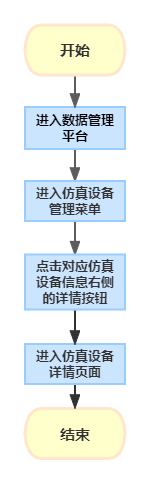 开始
进入数据管理
平台
进入仿真设备
管理菜单
点击对应仿真
设备信息右侧
的详情按钮
进入仿真设备
详情页面
结束